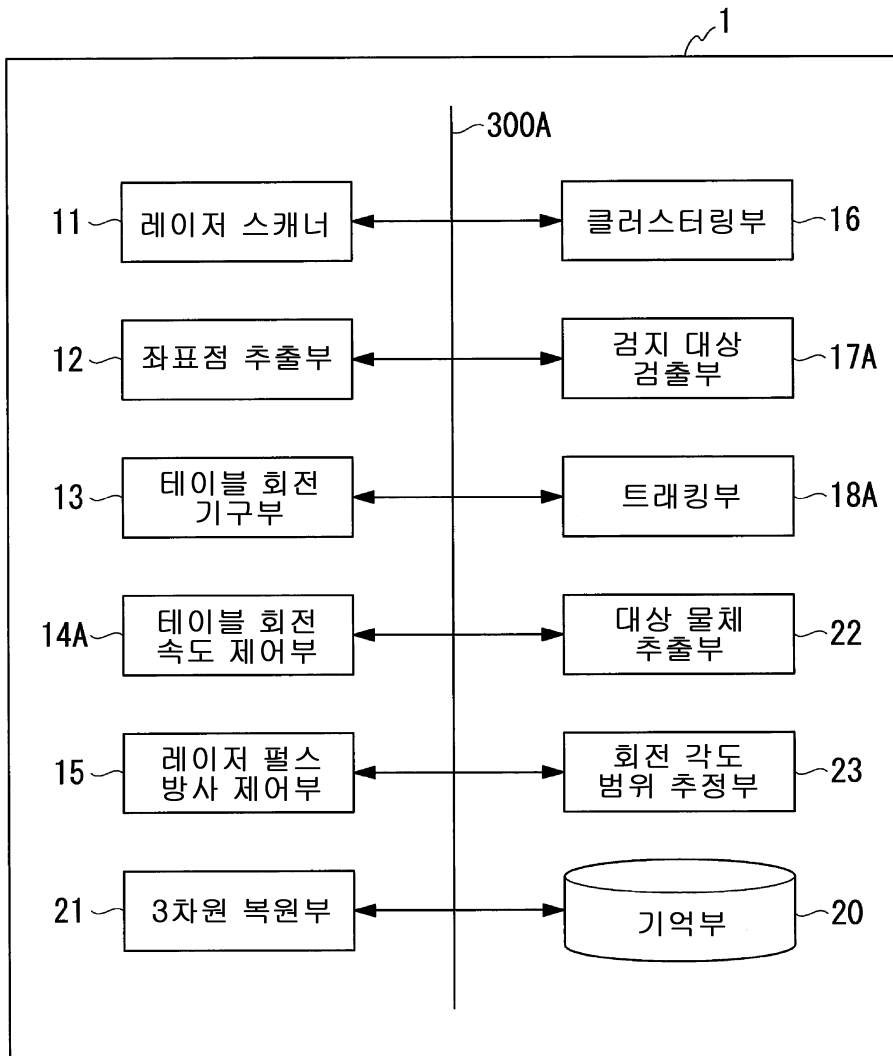 1
300A
11
레이저 스캐너
클러스터링부
16
12
좌표점 추출부
검지 대상
검출부
17A
13
테이블 회전
기구부
트래킹부
18A
14A
테이블 회전
속도 제어부
대상 물체
추출부
22
15
레이저 펄스
방사 제어부
회전 각도
범위 추정부
23
21
3차원 복원부
기억부
20